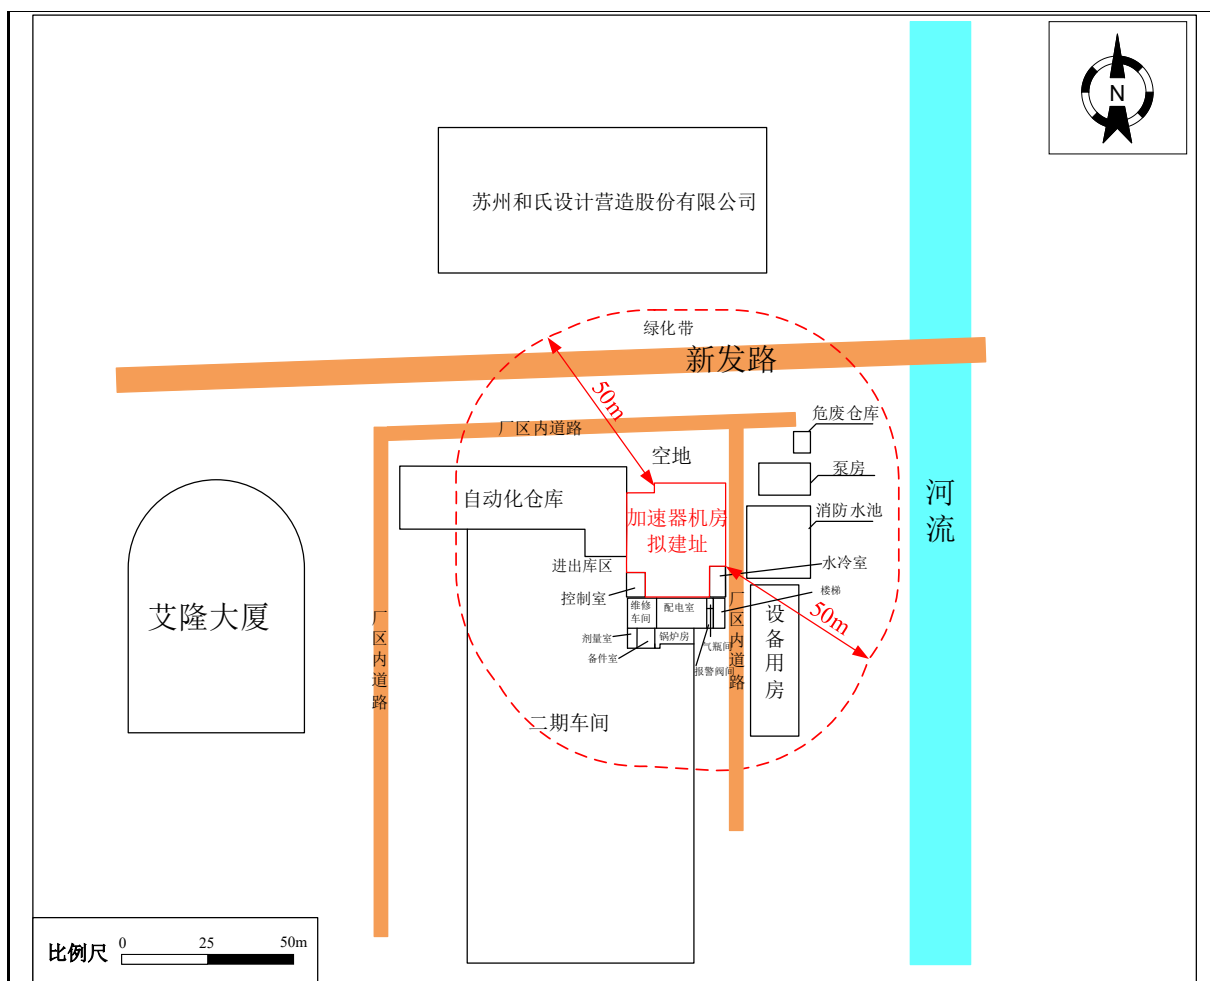 N
苏州和氏设计营造股份有限公司
绿化带
新发路
50m
危废仓库
厂区内道路
空地
泵房
自动化仓库
河流
加速器机房
拟建址
消防水池
进出库区
水冷室
控制室
楼梯
艾隆大厦
维修
车间
配电室
厂区内道路
设备用房
50m
厂区内道路
剂量室
锅炉房
气瓶间
备件室
报警阀间
二期车间
比例尺
0
25
50m